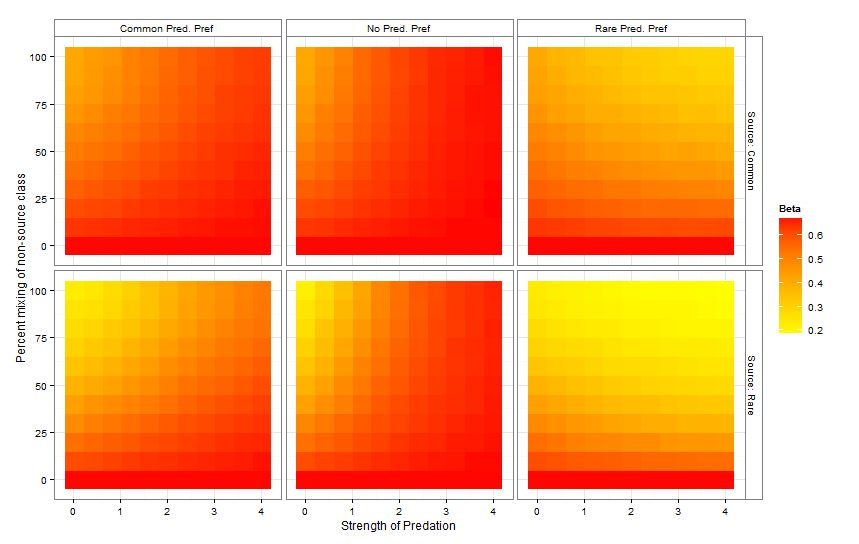 Common Pred. Pref
No Pred. Pref
Rare Pred. Pref
100
75
50
25
0
Source: Common
100
75
50
25
0
Source: Rare
Percent mixing of non-source class
0 1 2 3 4
0 1 2 3 4
0 1 2 3 4
Strength of Predation
Beta
0.6
0.5
0.4
0.3
0.2